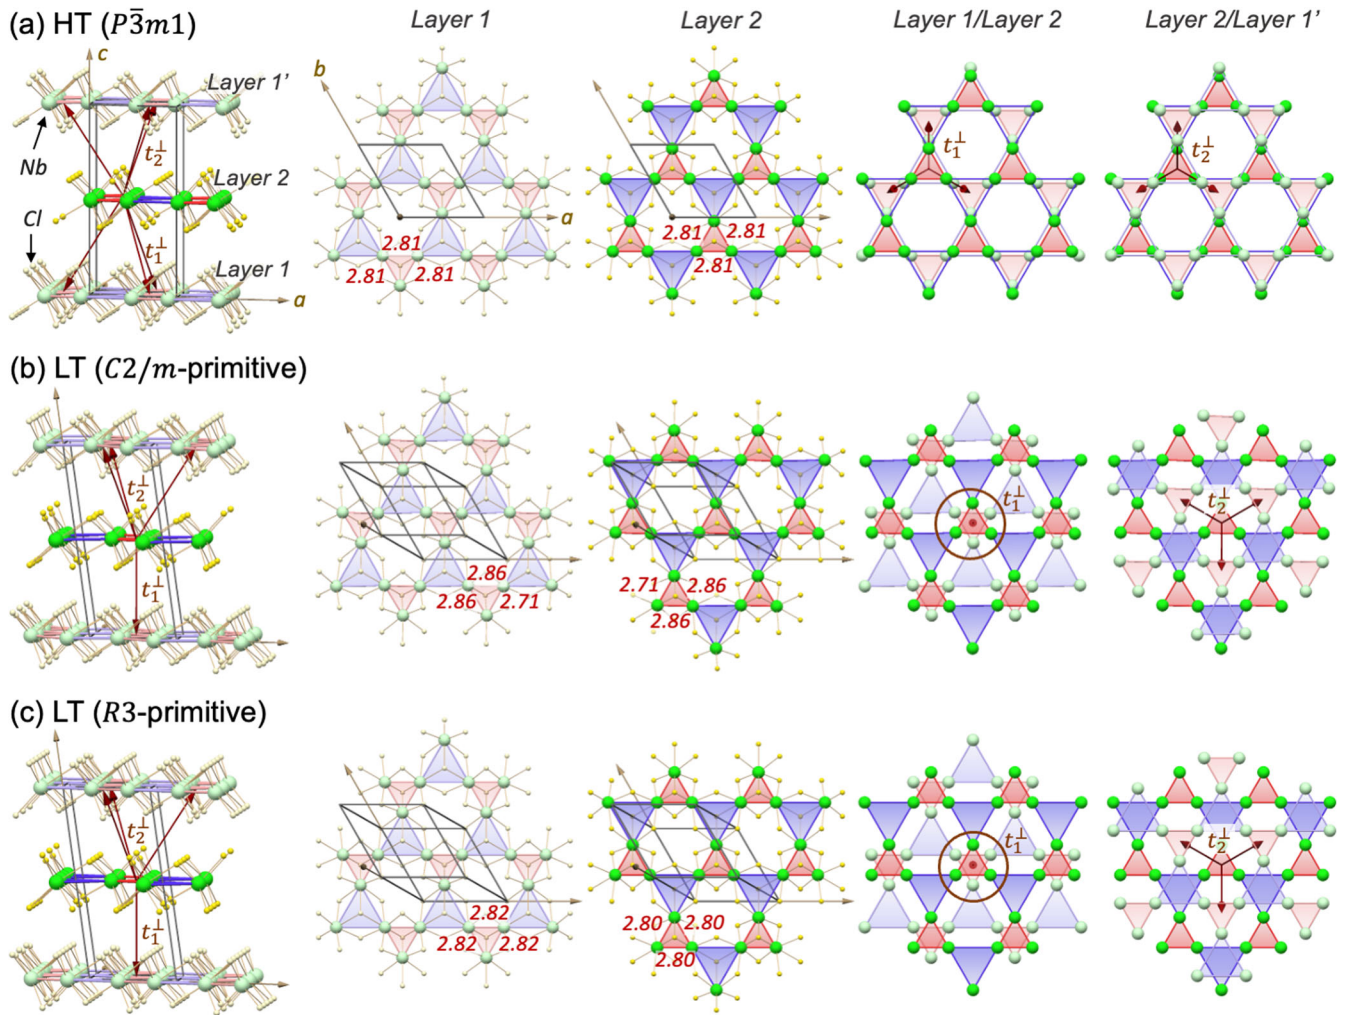 (a) HT (P3̅m1)
Layer 1
Layer 2
Layer 1/Layer 2
Layer 2/Layer 1’
c
Layer 1’
b
Nb
t₂⊥
t₁⊥
t₂⊥
Layer 2
Cl
a
2.81
2.81 2.81
t₁⊥
Layer 1
2.81 2.81
2.81
a
(b) LT (C2/m-primitive)
t₂⊥
t₁⊥
t₂⊥
t₁⊥
2.86
2.86 2.71
2.71 2.86
2.86
(c) LT (R3-primitive)
t₂⊥
t₁⊥
t₂⊥
t₁⊥
2.82
2.82 2.82
2.80 2.80
2.80